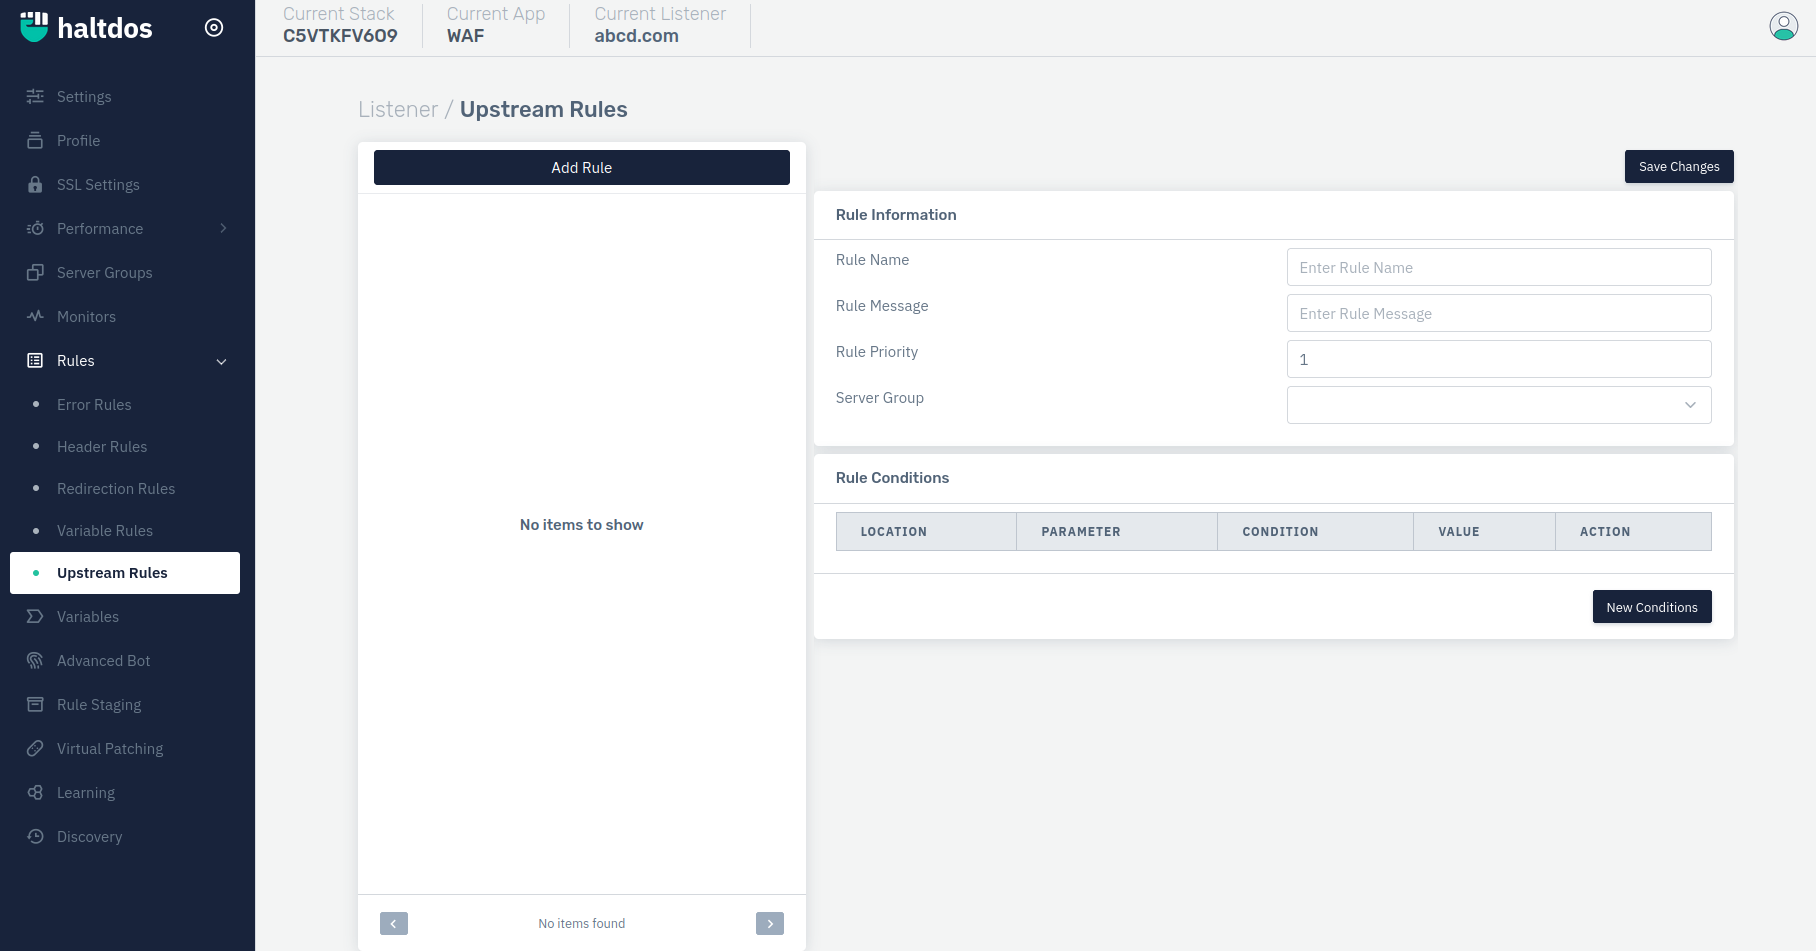 haltdos
Current Stack
C5VTKFV6O9
Current App
WAF
Current Listener
abcd.com
Settings
Profile
SSL Settings
Performance
Server Groups
Monitors
Rules
Error Rules
Header Rules
Redirection Rules
Variable Rules
Upstream Rules
Variables
Advanced Bot
Rule Staging
Virtual Patching
Learning
Discovery
Listener / Upstream Rules
Add Rule
No items to show
No items found
Save Changes
Rule Information
Rule Name
Enter Rule Name
Rule Message
Enter Rule Message
Rule Priority
1
Server Group
Rule Conditions
LOCATION PARAMETER CONDITION VALUE ACTION
New Conditions